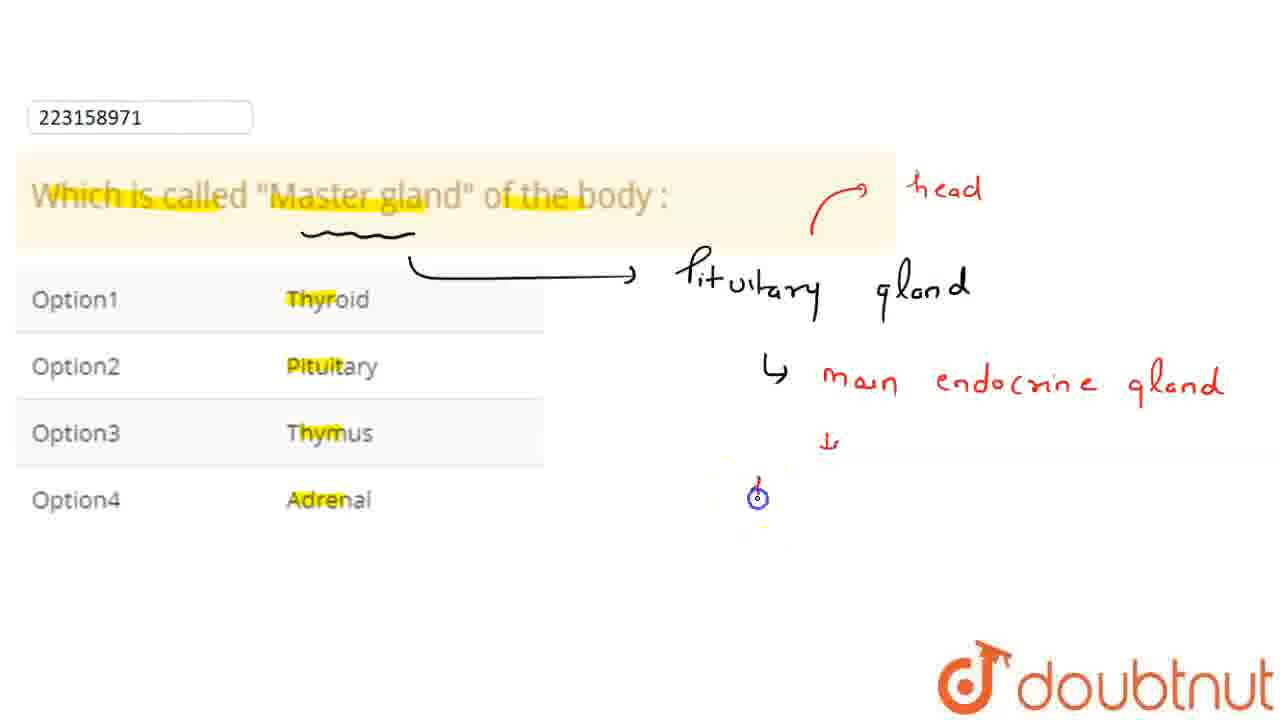 223158971
Which is called "Master gland" of the body :
head
Pituitary gland
Option1 Thyroid
Option2 Pituitary
main endocrine gland
Option3 Thymus
Option4 Adrenal
doubtnut